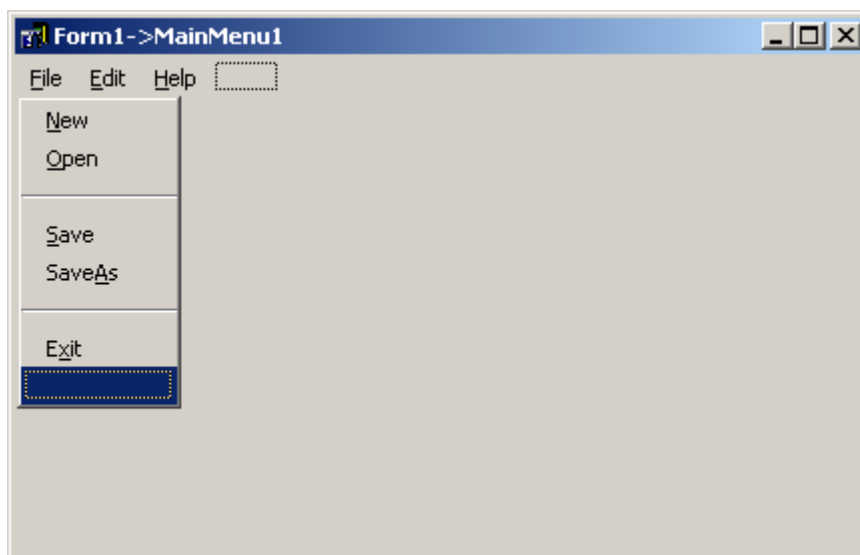 Form1->MainMenu1
File Edit Help
New
Open
Save
SaveAs
Exit